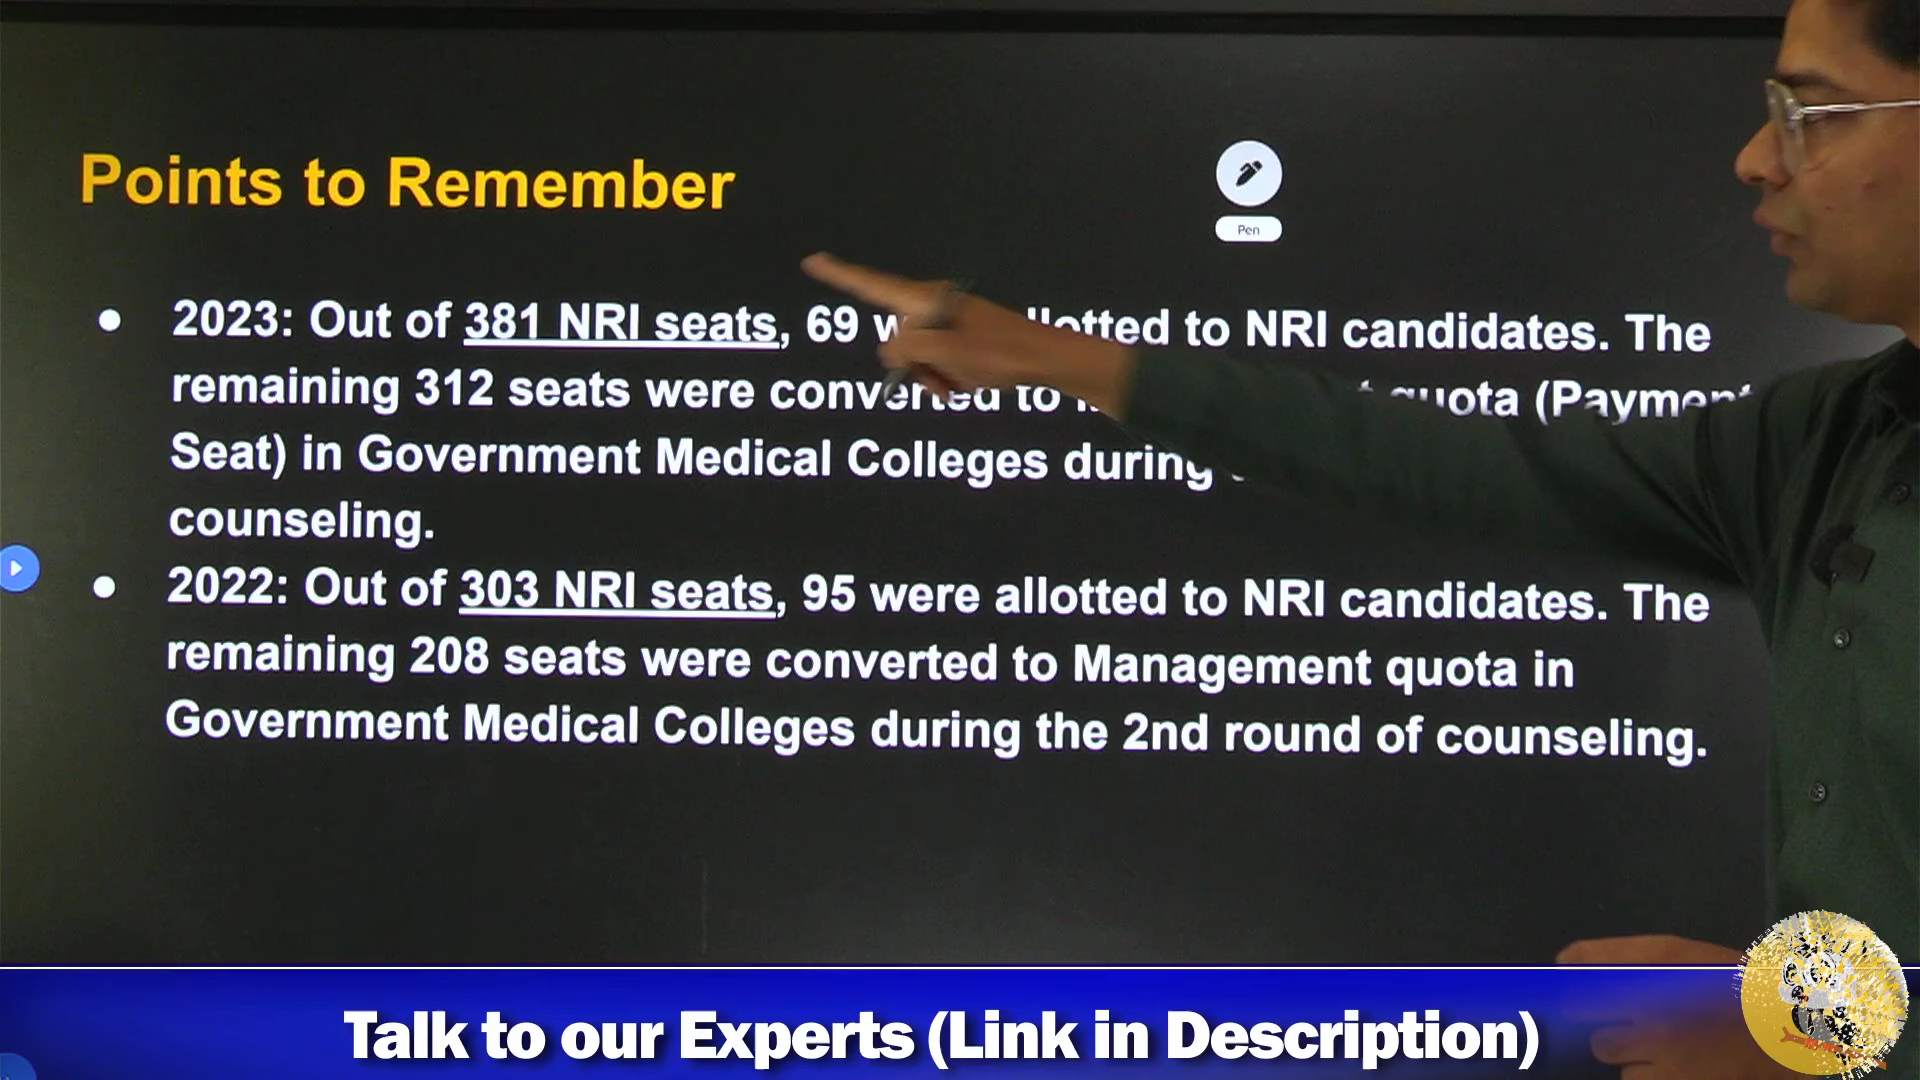 Points to Remember
Pen
● 2023: Out of 381 NRI seats, 69 allotted to NRI candidates. The
remaining 312 seats were converted to quota (Payment
Seat) in Government Medical Colleges during
counseling.
● 2022: Out of 303 NRI seats, 95 were allotted to NRI candidates. The
remaining 208 seats were converted to Management quota in
Government Medical Colleges during the 2nd round of counseling.
Talk to our Experts (Link in Description)